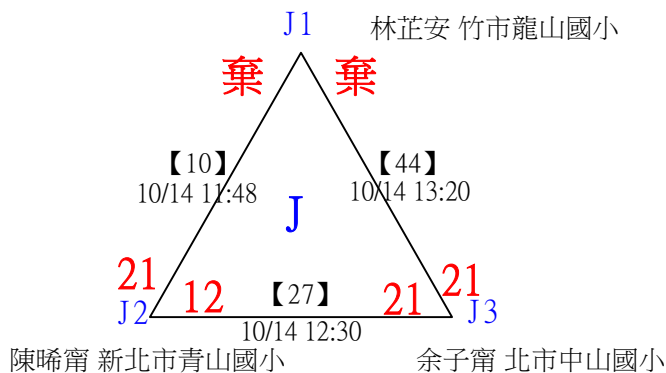 J1
林芷安 竹市龍山國小
棄 棄
【10】
10/14 11:48
【44】
10/14 13:20
J
21 12
【27】
21 21
J2
J3
10/14 12:30
陳晞甯 新北市青山國小
余子甯 北市中山國小